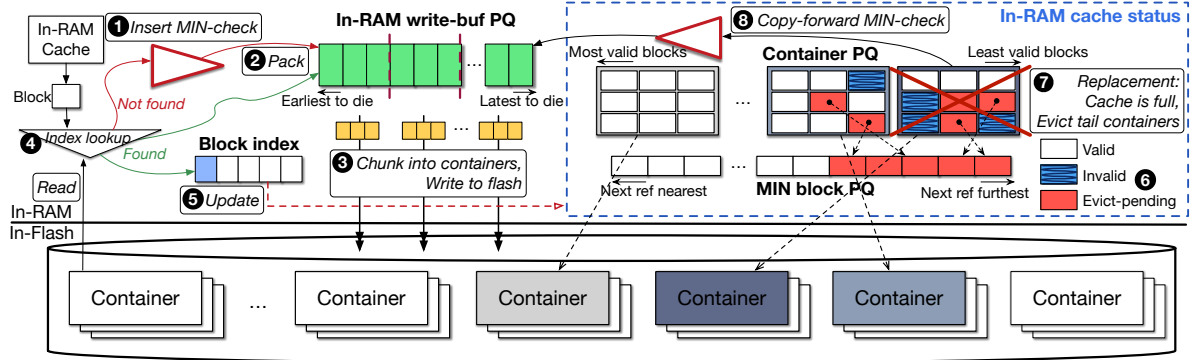 In-RAM
Cache
Block
1 Insert MIN-check
In-RAM write-buf PQ
2 Pack
...
Earliest to die
Latest to die
Not found
4 Index lookup
Found
Read
Block index
5 Update
... 
3 Chunk into containers,
Write to flash
In-RAM
In-Flash
In-RAM cache status
8 Copy-forward MIN-check
Most valid blocks
Container PQ
Least valid blocks
...
7 Replacement:
Cache is full,
Evict tail containers
...
Next ref nearest
MIN block PQ
Next ref furthest
Valid
Invalid 6
Evict-pending
Container
...
Container
Container
Container
Container
Container